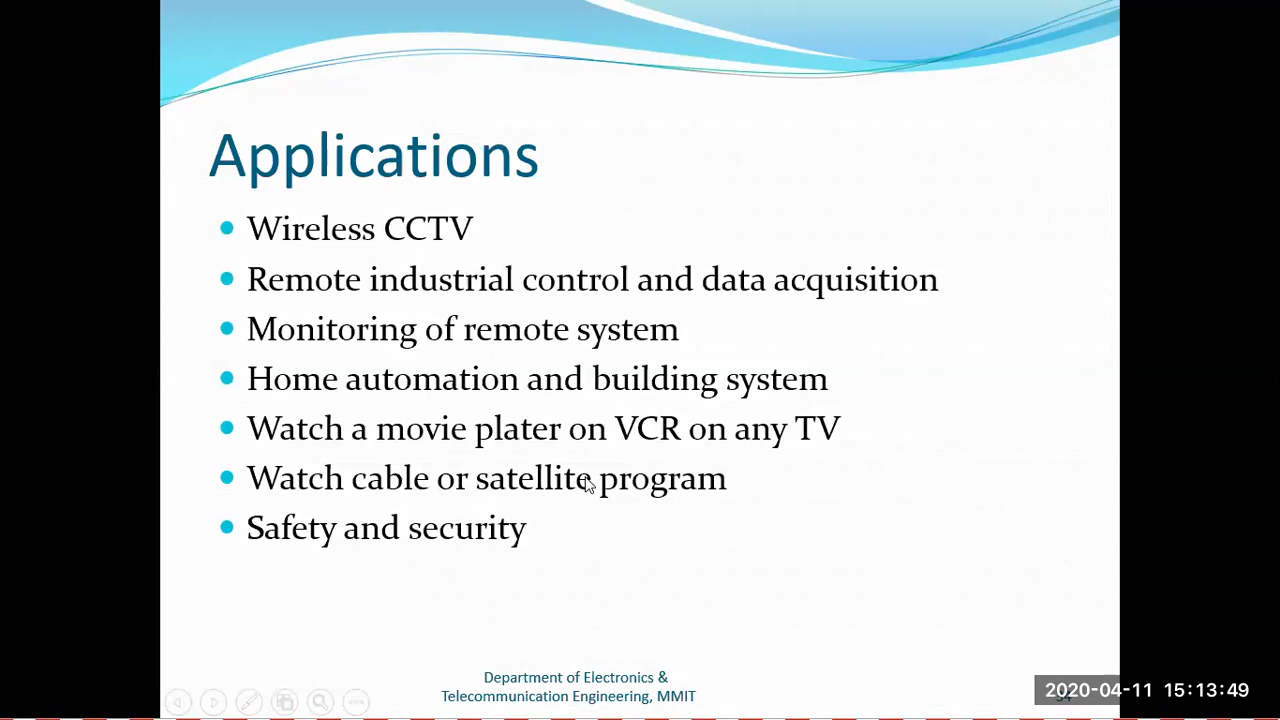 Applications
Wireless CCTV
Remote industrial control and data acquisition
Monitoring of remote system
Home automation and building system
Watch a movie plater on VCR on any TV
Watch cable or satellite program
Safety and security
Department of Electronics &
Telecommunication Engineering, MMIT
2020-04-11 15:13:49